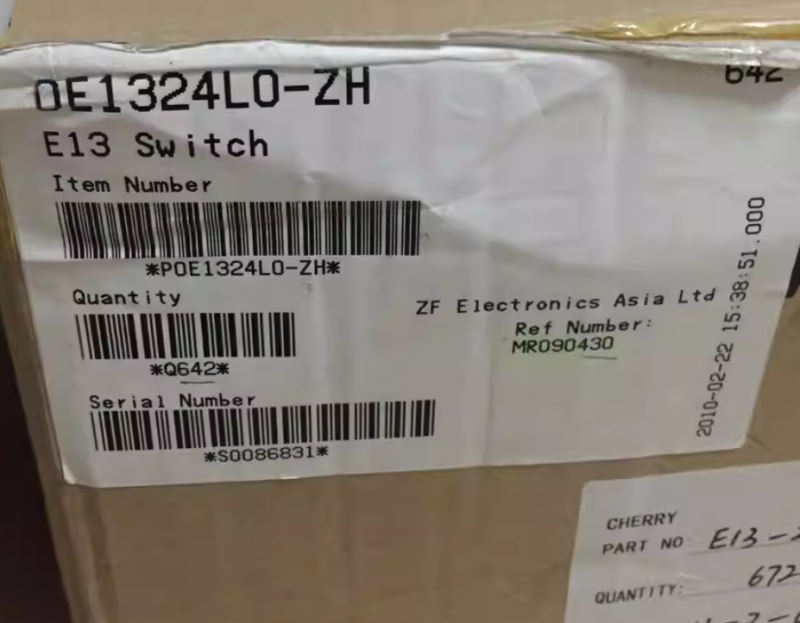 0E1324L0-ZH
642
E13 Switch
Item Number
*P0E1324L0-ZH*
Quantity
*Q642*
Serial Number
*S0086831*
ZF Electronics Asia Ltd
Ref Number:
MR090430
2010-02-22 15:38:51.000
CHERRY
PART NO E13-
QUANTITY: 672